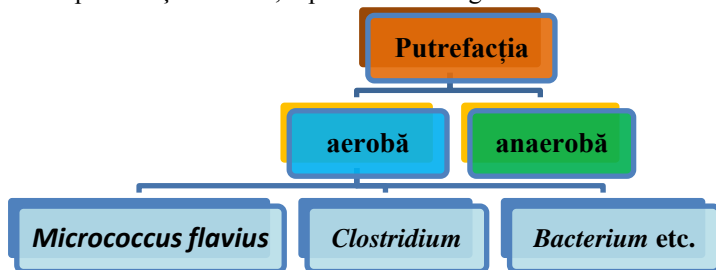 Putrefacția
aerobă
anaerobă
Micrococcus flavius
Clostridium
Bacterium etc.